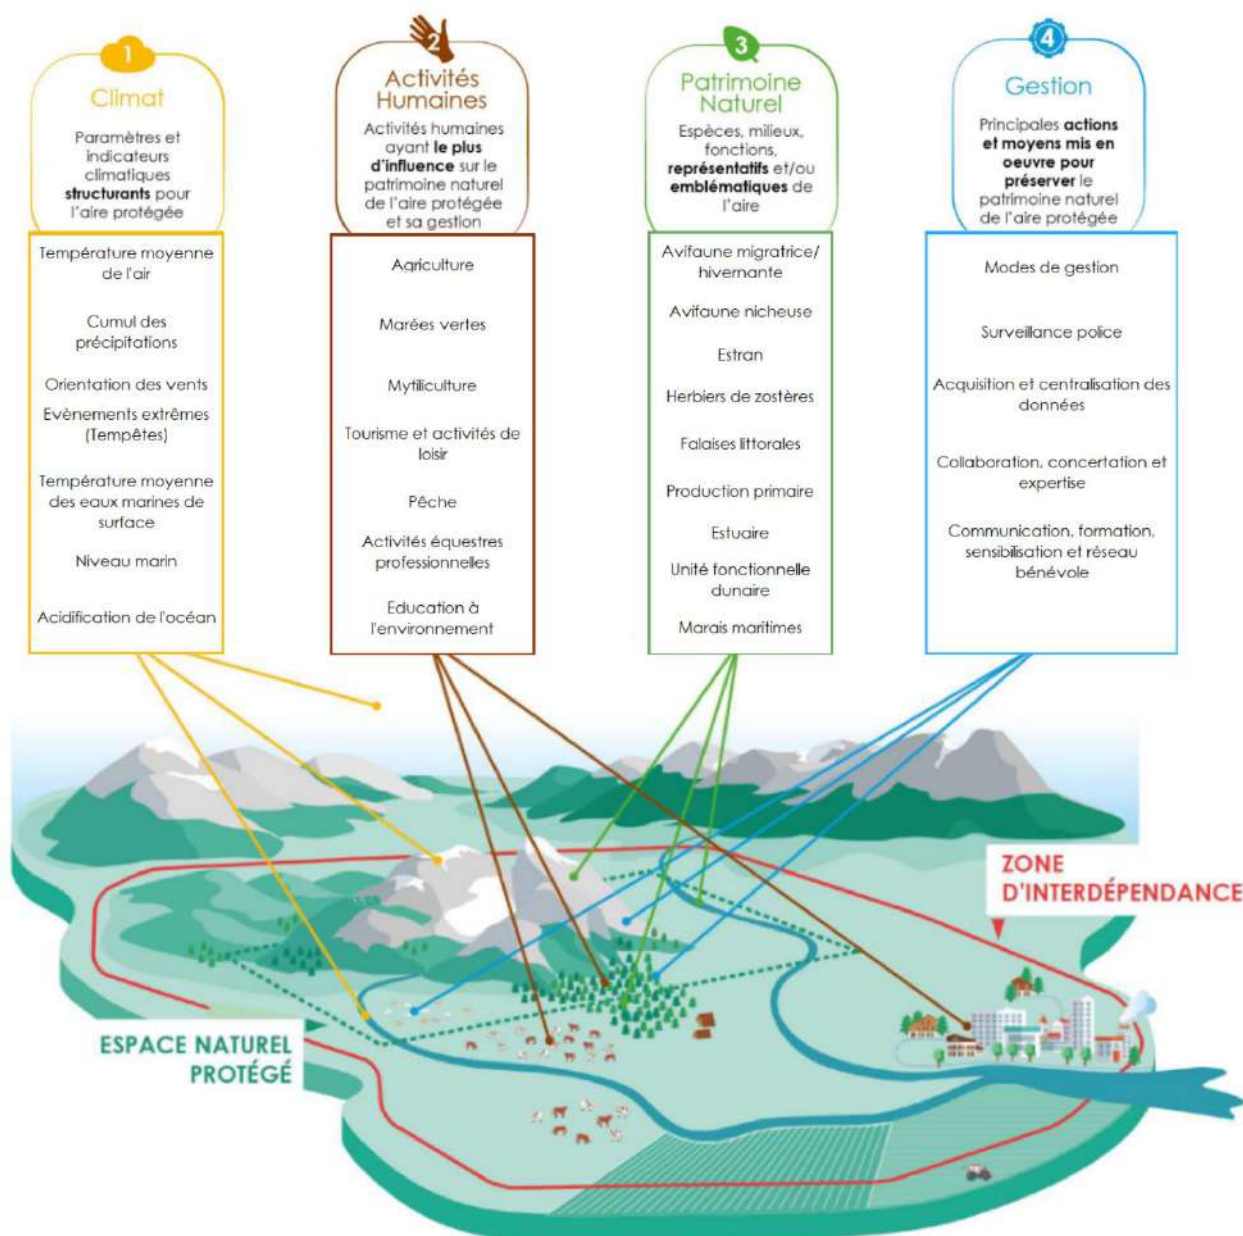 1
Climat
Paramètres et
indicateurs
climatiques
structurants pour
l'aire protégée
Température moyenne
de l'air
Cumul des
précipitations
Orientation des vents
Evènements extrêmes
(Tempêtes)
Température moyenne
des eaux marines de
surface
Niveau marin
Acidification de l'océan
2
Activités
Humaines
Activités humaines
ayant le plus
d'influence sur le
patrimoine naturel
de l'aire protégée
et sa gestion
Agriculture
Marées vertes
Mytiliculture
Tourisme et activités de
loisir
Pêche
Activités équestres
professionnelles
Education à
l'environnement
3
Patrimoine
Naturel
Espèces, milieux,
fonctions,
représentatifs et/ou
emblématiques de
l'aire
Avifaune migratrice/
hivernante
Avifaune nicheuse
Estran
Herbiers de zostères
Falaises littorales
Production primaire
Estuaire
Unité fonctionnelle
dunaire
Marais maritimes
4
Gestion
Principales actions
et moyens mis en
oeuvre pour
préserver le
patrimoine naturel
de l'aire protégée
Modes de gestion
Surveillance police
Acquisition et centralisation des
données
Collaboration, concertation et
expertise
Communication, formation,
sensibilisation et réseau
bénévole
ZONE
D'INTERDÉPENDANCE
ESPACE NATUREL
PROTÉGÉ